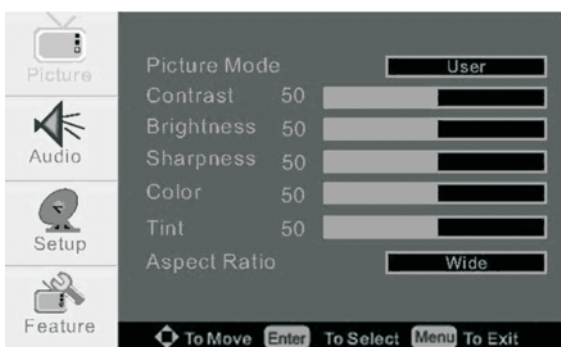 Picture
Audio
Setup
Feature
Picture Mode User
Contrast 50
Brightness 50
Sharpness 50
Color 50
Tint 50
Aspect Ratio Wide
To Move Enter To Select Menu To Exit